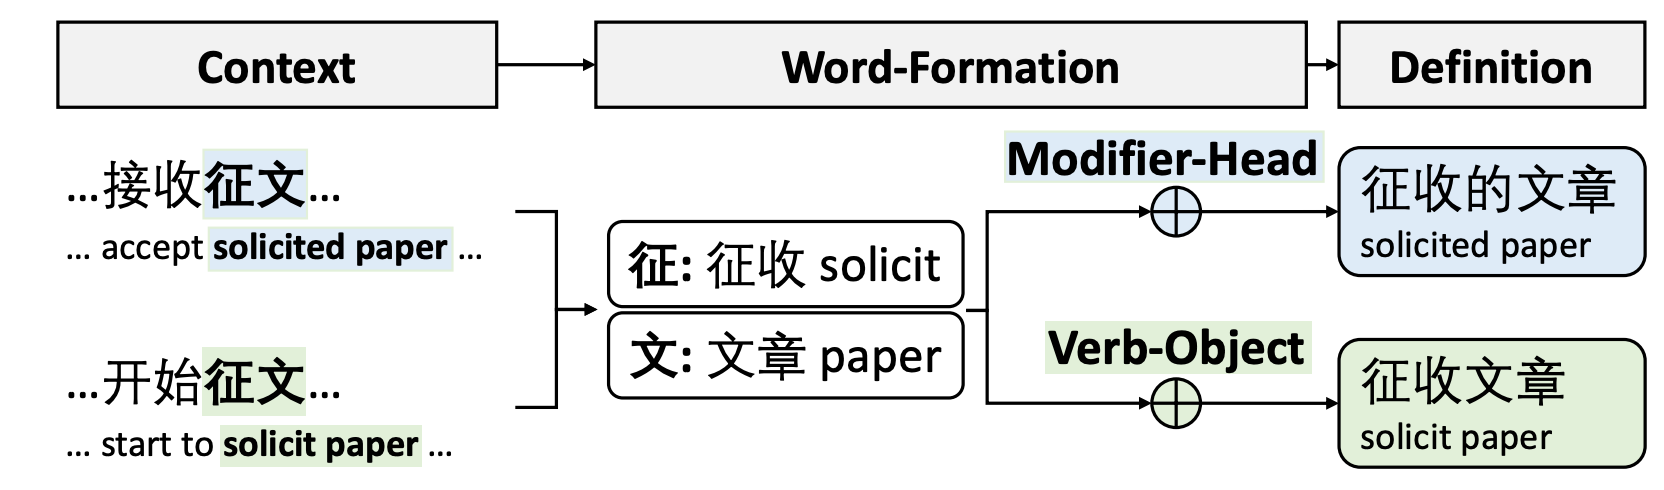 Context
Word-Formation
Definition
…接收征文…
… accept solicited paper …
…开始征文…
… start to solicit paper …
征: 征收 solicit
文: 文章 paper
Modifier-Head
Verb-Object
征收的文章
solicited paper
征收文章
solicit paper